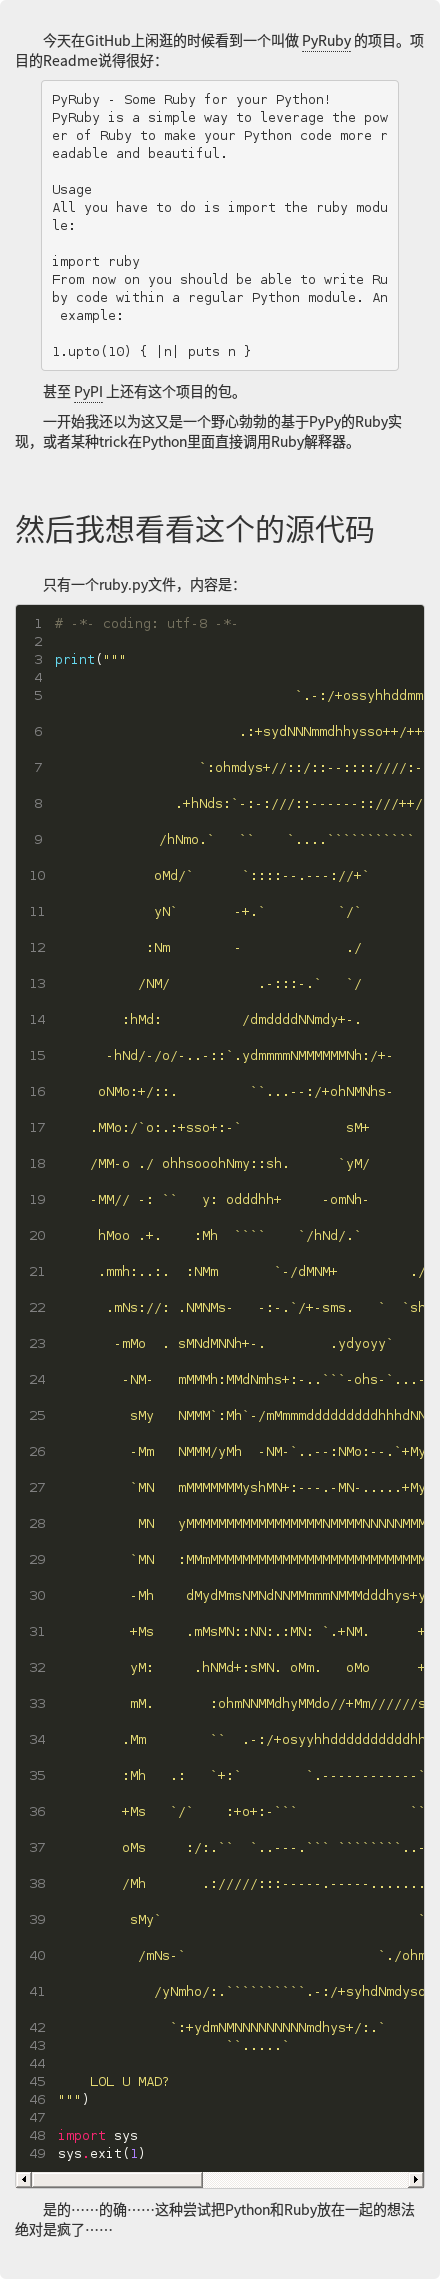 今天在GitHub上闲逛的时候看到一个叫做 PyRuby 的项目。项
目的Readme说得很好：
PyRuby - Some Ruby for your Python!
PyRuby is a simple way to leverage the pow
er of Ruby to make your Python code more r
eadable and beautiful.
Usage
All you have to do is import the ruby modu
le:
import ruby
From now on you should be able to write Ru
by code within a regular Python module. An
 example:
1.upto(10) { |n| puts n }
甚至 PyPI 上还有这个项目的包。
一开始我还以为这又是一个野心勃勃的基于PyPy的Ruby实
现，或者某种trick在Python里面直接调用Ruby解释器。
然后我想看看这个的源代码
只有一个ruby.py文件，内容是：
1 # -*- coding: utf-8 -*-
2
3 print("""
4
5                               `.-:/+ossyhhddmm
6                        .:+sydNNNmmdhhysso++/++
7                   `:ohmdys+//::/::--::::////:-
8                .+hNds:`-:-:///::------::///++/
9              /hNmo.`   ``    `....```````````
10             oMd/`      `::::--.---://+`
11             yN`       -+.`         `/`
12            :Nm        -             ./
13           /NM/           .-:::-.`   `/
14         :hMd:          /dmddddNNmdy+-.
15       -hNd/-/o/-..-::`.ydmmmmNMMMMMMNh:/+-
16      oNMo:+/::.         ``...--:/+ohNMNhs-
17     .MMo:/`o:.:+sso+:-`             sM+
18     /MM-o ./ ohhsooohNmy::sh.      `yM/
19     -MM// -: ``   y: odddhh+     -omNh-
20      hMoo .+.    :Mh  ````    `/hNd/.`
21      .mmh:..:.  :NMm       `-/dMNM+         ./
22       .mNs://: .NMNMs-   -:-.`/+-sms.   `  `sh
23        -mMo  . sMNdMNNh+-.        .ydyoyy`
24         -NM-   mMMMh:MMdNmhs+:-..```-ohs-`...-
25          sMy   NMMM`:Mh`-/mMmmmdddddddddhhhdNN
26          -Mm   NMMM/yMh  -NM-`..--:NMo:--.`+My
27          `MN   mMMMMMMMyshMN+:---.-MN-.....+My
28           MN   yMMMMMMMMMMMMMMMMMNMMMMNNNNNMMM
29          `MN   :MMmMMMMMMMMMMMMMMMMMMMMMMMMMMM
30          -Mh    dMydMmsNMNdNNMMmmmNMMMdddhys+y
31          +Ms    .mMsMN::NN:.:MN: `.+NM.      +
32          yM:     .hNMd+:sMN. oMm.   oMo      +
33          mM.       :ohmNNMMdhyMMdo//+Mm//////s
34         .Mm        ``  .-:/+osyyhhddddddddddhh
35         :Mh   .:   `+:`        `.------------`
36         +Ms   `/`    :+o+:-```              ``
37         oMs     :/:.``  `..---.``` ````````..-
38         /Mh       .://///:::-----.-----.......
39          sMy`                                `
40           /mNs-`                        `./ohm
41             /yNmho/:.``````````.-:/+syhdNmdyso
42               `:+ydmNMNNNNNNNNNmdhys+/:.`
43                      ``.....`
44
45     LOL U MAD?
46 """)
47
48 import sys
49 sys.exit(1)
是的……的确……这种尝试把Python和Ruby放在一起的想法
绝对是疯了……